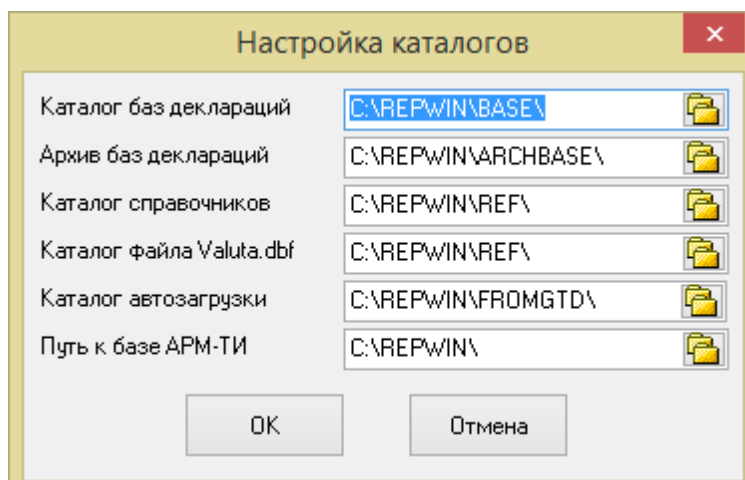 Настройка каталогов
Каталог баз деклараций C:\REPWIN\BASE\
Архив баз деклараций C:\REPWIN\ARCHBASE\
Каталог справочников C:\REPWIN\REF\
Каталог файла Valuta.dbf C:\REPWIN\REF\
Каталог автозагрузки C:\REPWIN\FROMGTD\
Путь к базе АРМ-ТИ C:\REPWIN\
OK Отмена